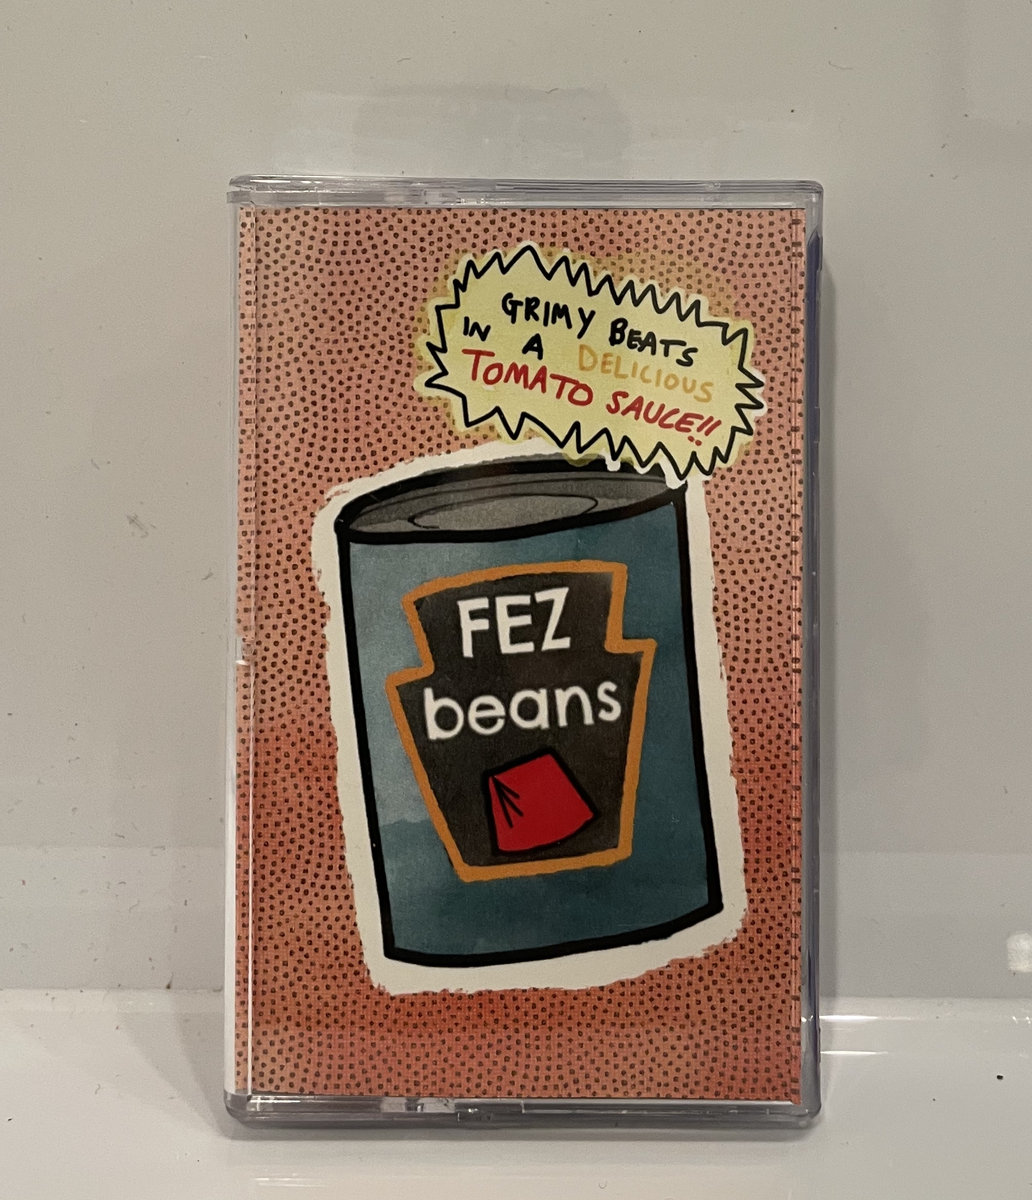 GRIMY BEATS
IN A DELICIOUS
TOMATO SAUCE!!
FEZ
beans